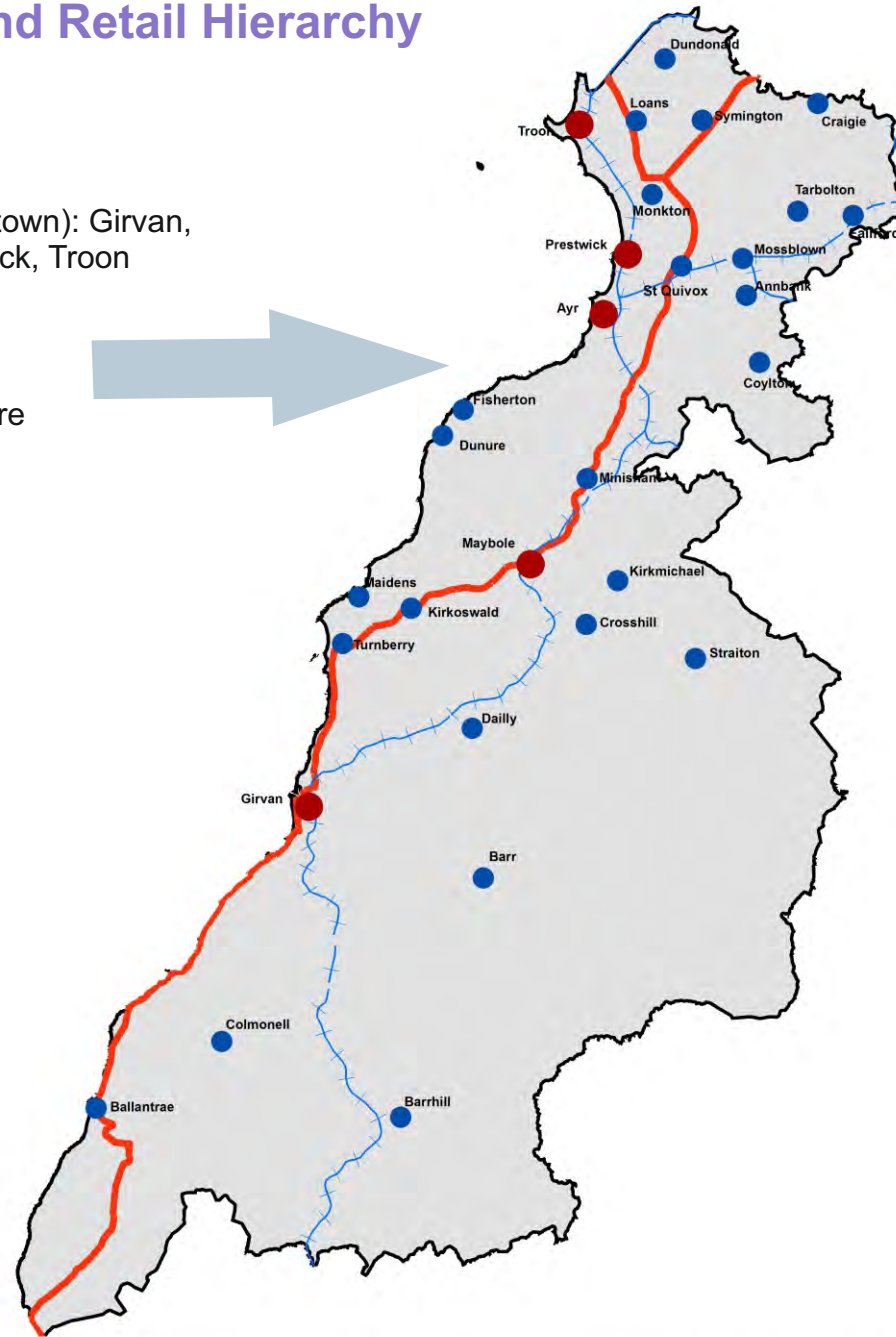 nd Retail Hierarchy
town): Girvan,
ck, Troon
re
Dundonald
Loans
Symington
Craigie
Troon
Tarbolton
Monkton
Failford
Prestwick
Mossblown
St Quivox
Annbank
Ayr
Coylton
Fisherton
Dunure
Minishant
Maybole
Kirkmichael
Maidens
Kirkoswald
Crosshill
Turnberry
Straiton
Dailly
Girvan
Barr
Colmonell
Ballantrae
Barrhill